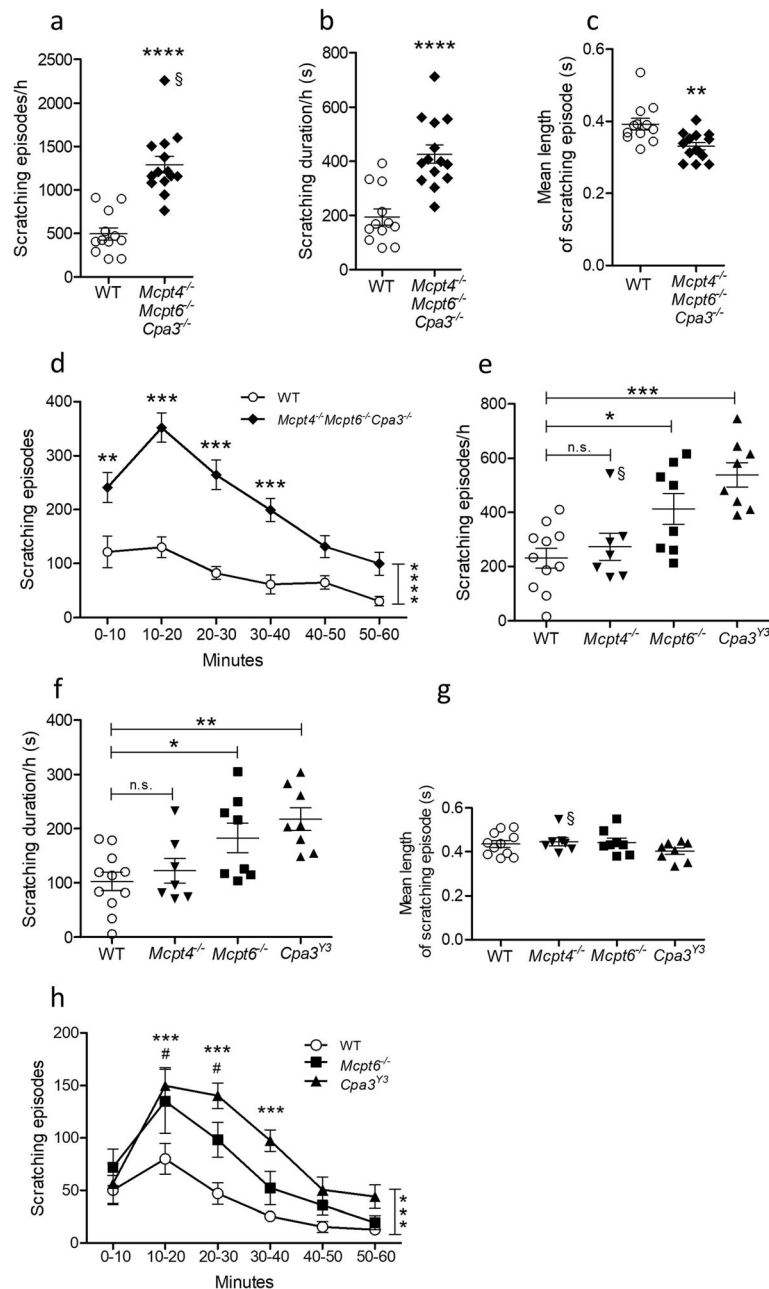 a
b
c
****
§
Scratching episodes/h
2500
2000
1500
1000
500
0
WT
Mcpt4-/-
Mcpt6-/-
Cpa3-/-
****
Scratching duration/h (s)
800
600
400
200
0
WT
Mcpt4-/-
Mcpt6-/-
Cpa3-/-
**
Mean length
of scratching episode (s)
0.6
0.4
0.2
0.0
WT
Mcpt4-/-
Mcpt6-/-
Cpa3-/-
d
WT
Mcpt4-/-Mcpt6-/-Cpa3-/-
Scratching episodes
400
300
200
100
0
** *** *** ***
****
0-10 10-20 20-30 30-40 40-50 50-60
Minutes
e
***
*
n.s.
§
Scratching episodes/h
800
600
400
200
0
WT Mcpt4-/- Mcpt6-/- Cpa3Y3
f
**
*
n.s.
Scratching duration/h (s)
400
300
200
100
0
WT Mcpt4-/- Mcpt6-/- Cpa3Y3
g
§
Mean length
of scratching episode (s)
0.6
0.4
0.2
0.0
WT Mcpt4-/- Mcpt6-/- Cpa3Y3
h
WT
Mcpt6-/-
Cpa3Y3
Scratching episodes
200
150
100
50
0
*** *** ***
# #
***
0-10 10-20 20-30 30-40 40-50 50-60
Minutes